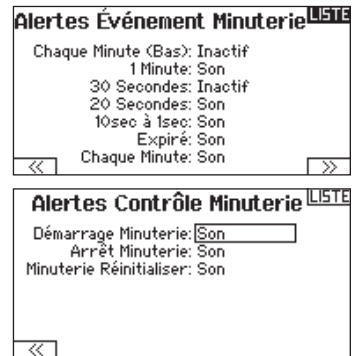 Alertes Événement Minuterie LISTE
Chaque Minute (Bas): Inactif
1 Minute: Son
30 Secondes: Inactif
20 Secondes: Son
10sec à 1sec: Son
Expiré: Son
Chaque Minute: Son
<< >>
Alertes Contrôle Minuterie LISTE
Démarrage Minuterie: Son
Arrêt Minuterie: Son
Minuterie Réinitialiser: Son
<<